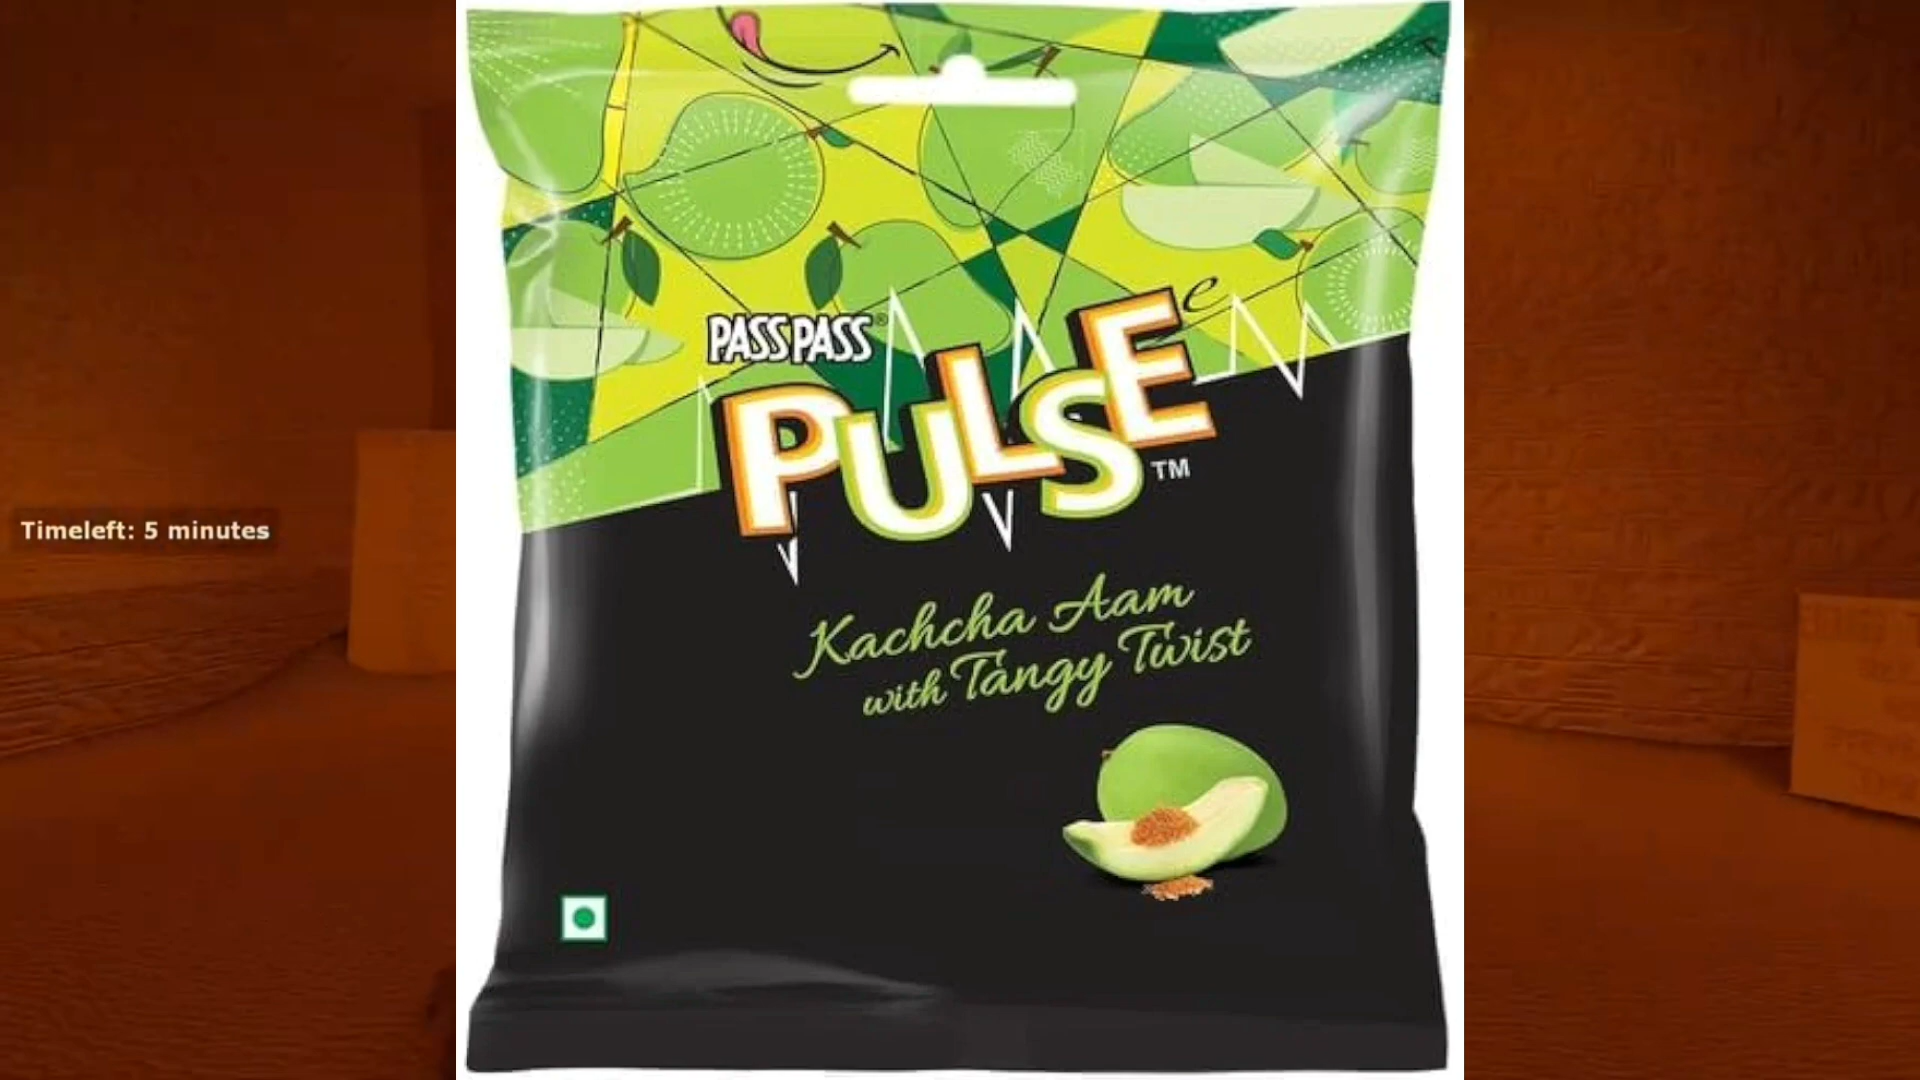 Timeleft: 5 minutes
PASS PASS®
PULSE
TM
Kachcha Aam
with Tangy Twist